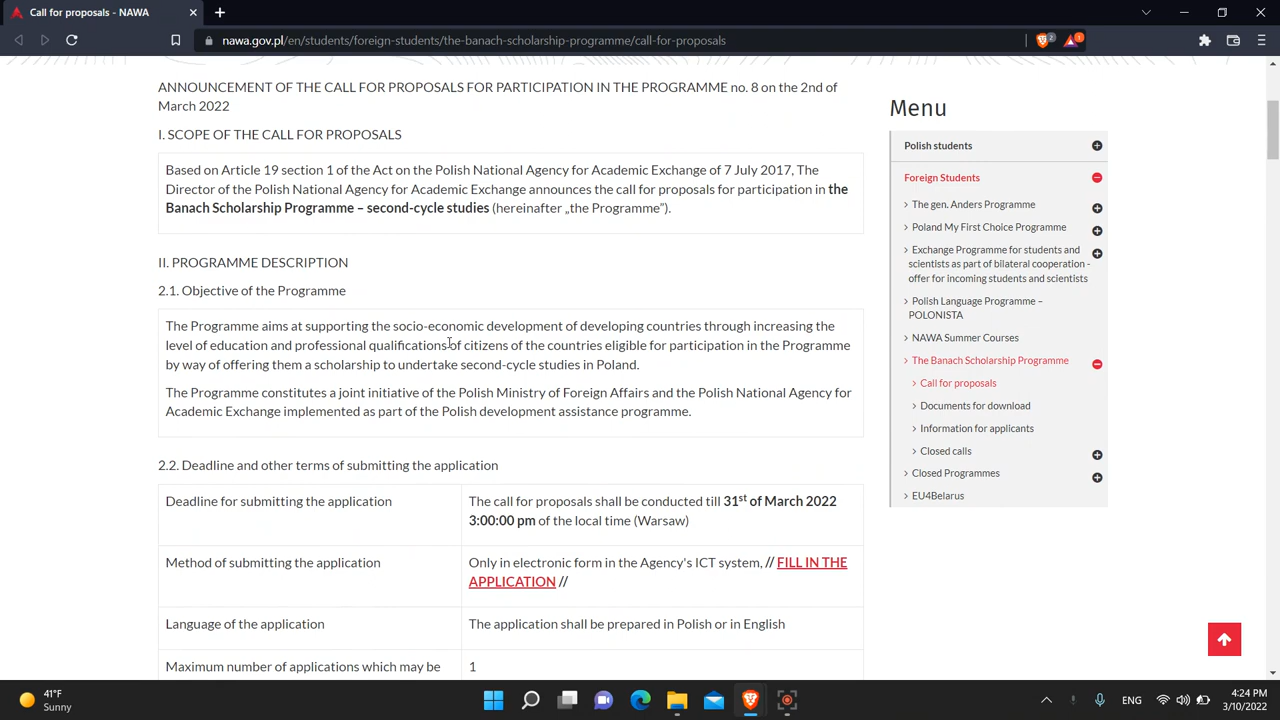 Call for proposals - NAWA
nawa.gov.pl/en/students/foreign-students/the-banach-scholarship-programme/call-for-proposals
2
1
ANNOUNCEMENT OF THE CALL FOR PROPOSALS FOR PARTICIPATION IN THE PROGRAMME no. 8 on the 2nd of
March 2022
I. SCOPE OF THE CALL FOR PROPOSALS
Based on Article 19 section 1 of the Act on the Polish National Agency for Academic Exchange of 7 July 2017, The
Director of the Polish National Agency for Academic Exchange announces the call for proposals for participation in the
Banach Scholarship Programme – second-cycle studies (hereinafter „the Programme”).
II. PROGRAMME DESCRIPTION
2.1. Objective of the Programme
The Programme aims at supporting the socio-economic development of developing countries through increasing the
level of education and professional qualifications of citizens of the countries eligible for participation in the Programme
by way of offering them a scholarship to undertake second-cycle studies in Poland.
The Programme constitutes a joint initiative of the Polish Ministry of Foreign Affairs and the Polish National Agency for
Academic Exchange implemented as part of the Polish development assistance programme.
2.2. Deadline and other terms of submitting the application
Deadline for submitting the application
The call for proposals shall be conducted till 31st of March 2022
3:00:00 pm of the local time (Warsaw)
Method of submitting the application
Only in electronic form in the Agency's ICT system, // FILL IN THE
APPLICATION //
Language of the application
The application shall be prepared in Polish or in English
Maximum number of applications which may be
1
Menu
Polish students
Foreign Students
The gen. Anders Programme
Poland My First Choice Programme
Exchange Programme for students and
scientists as part of bilateral cooperation -
offer for incoming students and scientists
Polish Language Programme –
POLONISTA
NAWA Summer Courses
The Banach Scholarship Programme
Call for proposals
Documents for download
Information for applicants
Closed calls
Closed Programmes
EU4Belarus
41°F
Sunny
ENG
4:24 PM
3/10/2022